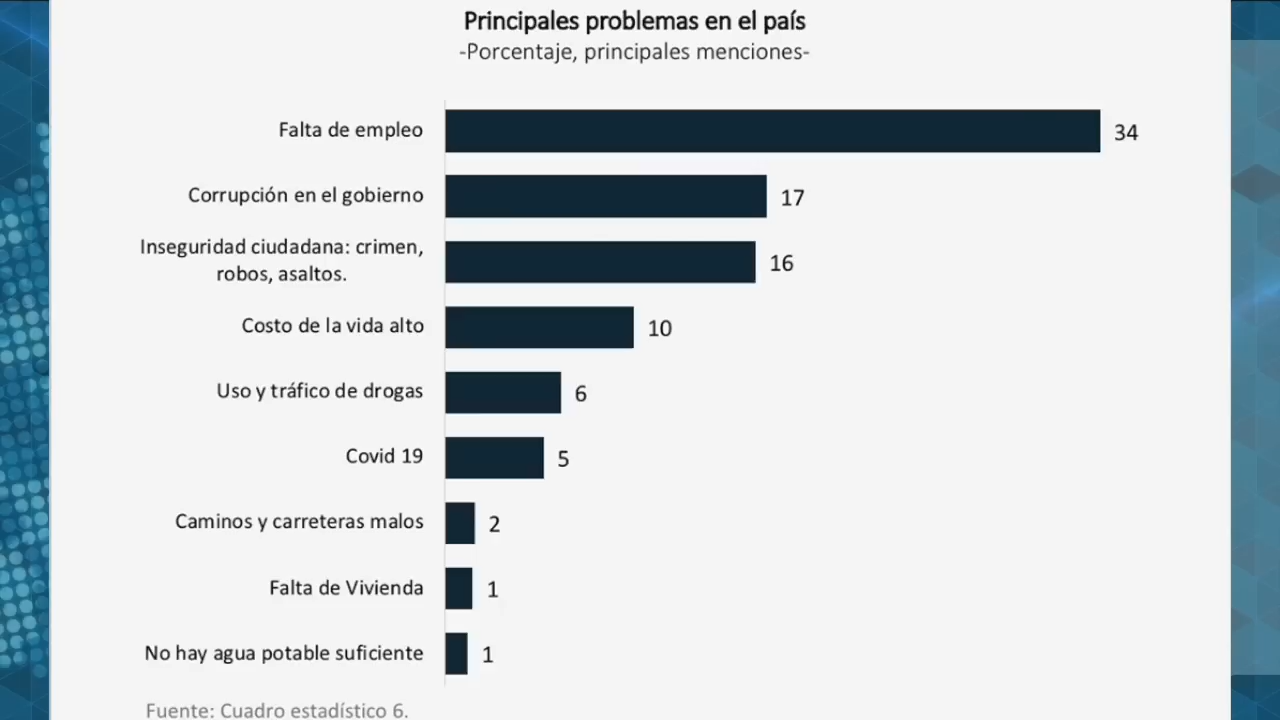 Principales problemas en el país
-Porcentaje, principales menciones-
Falta de empleo 34
Corrupción en el gobierno 17
Inseguridad ciudadana: crimen,
robos, asaltos. 16
Costo de la vida alto 10
Uso y tráfico de drogas 6
Covid 19 5
Caminos y carreteras malos 2
Falta de Vivienda 1
No hay agua potable suficiente 1
Fuente: Cuadro estadístico 6.